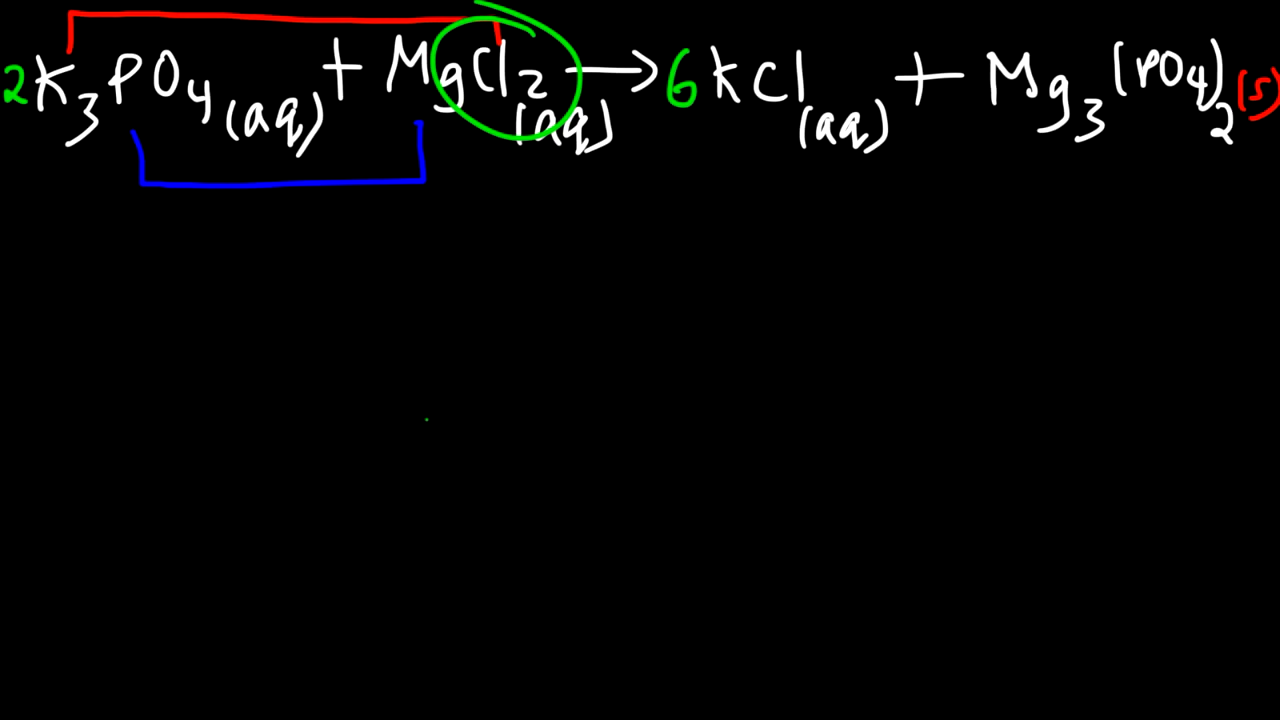 2K₃PO₄(aq) + MgCl₂(aq) → 6KCl(aq) + Mg₃(PO₄)₂(s)